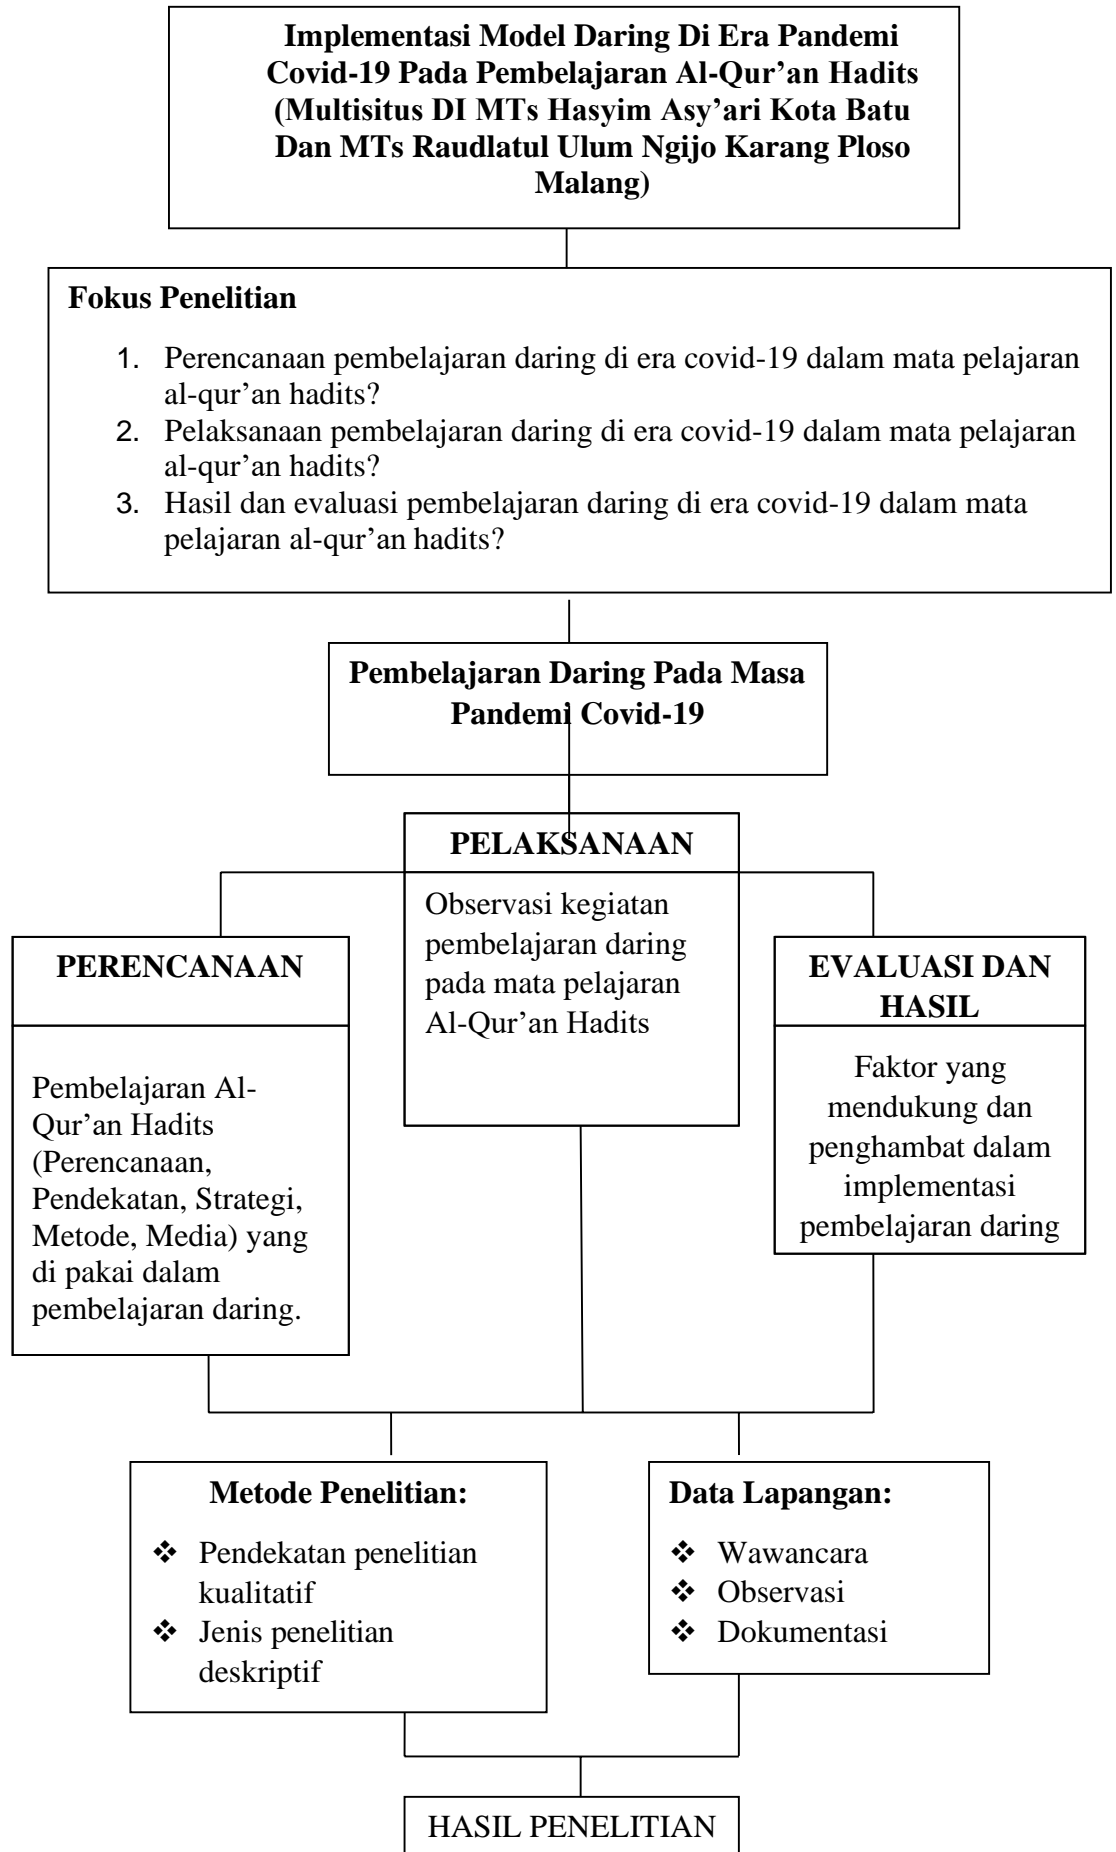 Implementasi Model Daring Di Era Pandemi
Covid-19 Pada Pembelajaran Al-Qur’an Hadits
(Multisitus DI MTs Hasyim Asy’ari Kota Batu
Dan MTs Raudlatul Ulum Ngijo Karang Ploso
Malang)
Fokus Penelitian
1. Perencanaan pembelajaran daring di era covid-19 dalam mata pelajaran
al-qur’an hadits?
2. Pelaksanaan pembelajaran daring di era covid-19 dalam mata pelajaran
al-qur’an hadits?
3. Hasil dan evaluasi pembelajaran daring di era covid-19 dalam mata
pelajaran al-qur’an hadits?
Pembelajaran Daring Pada Masa
Pandemi Covid-19
PERENCANAAN
Pembelajaran Al-
Qur’an Hadits
(Perencanaan,
Pendekatan, Strategi,
Metode, Media) yang
di pakai dalam
pembelajaran daring.
PELAKSANAAN
Observasi kegiatan
pembelajaran daring
pada mata pelajaran
Al-Qur’an Hadits
EVALUASI DAN
HASIL
Faktor yang
mendukung dan
penghambat dalam
implementasi
pembelajaran daring
Metode Penelitian:
❖ Pendekatan penelitian
kualitatif
❖ Jenis penelitian
deskriptif
Data Lapangan:
❖ Wawancara
❖ Observasi
❖ Dokumentasi
HASIL PENELITIAN